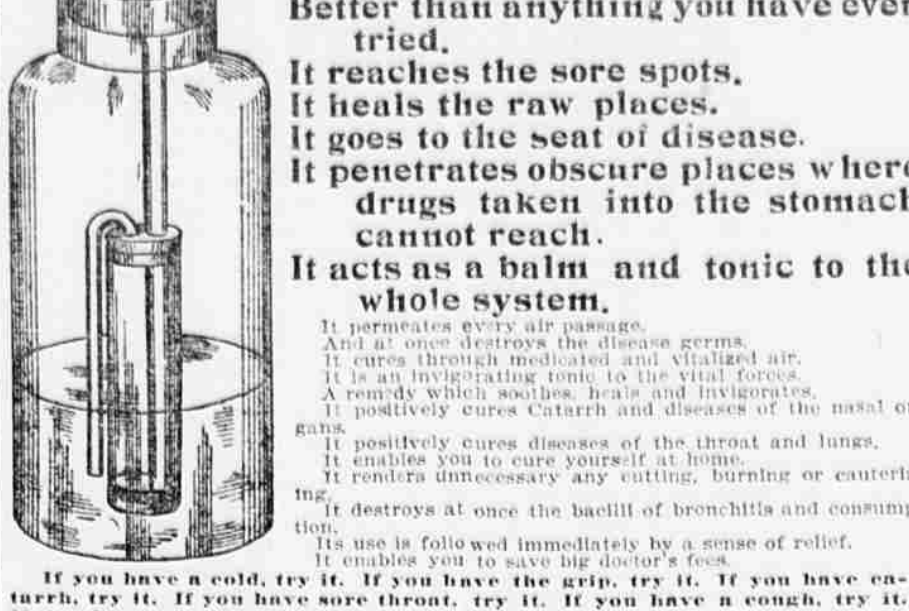 Better than anything you have ever
tried.
It reaches the sore spots.
It heals the raw places.
It goes to the seat of disease.
It penetrates obscure places where
drugs taken into the stomach
cannot reach.
It acts as a balm and tonic to the
whole system.
It permeates every air passage.
And at once destroys the disease germs.
It cures through medicated and vitalized air.
It is an invigorating tonic to the vital forces.
A remedy which soothes, heals and invigorates.
It positively cures Catarrh and diseases of the nasal or
gans.
It positively cures diseases of the throat and lungs.
It enables you to cure yourself at home.
It renders unnecessary any cutting, burning or cauteriz
ing.
It destroys at once the bacilli of bronchitis and consump
tion.
Its use is followed immediately by a sense of relief.
It enables you to save big doctor's fees.
If you have a cold, try it. If you have the grip, try it. If you have ca-
tarrh, try it. If you have sore throat, try it. If you have a cough, try it.